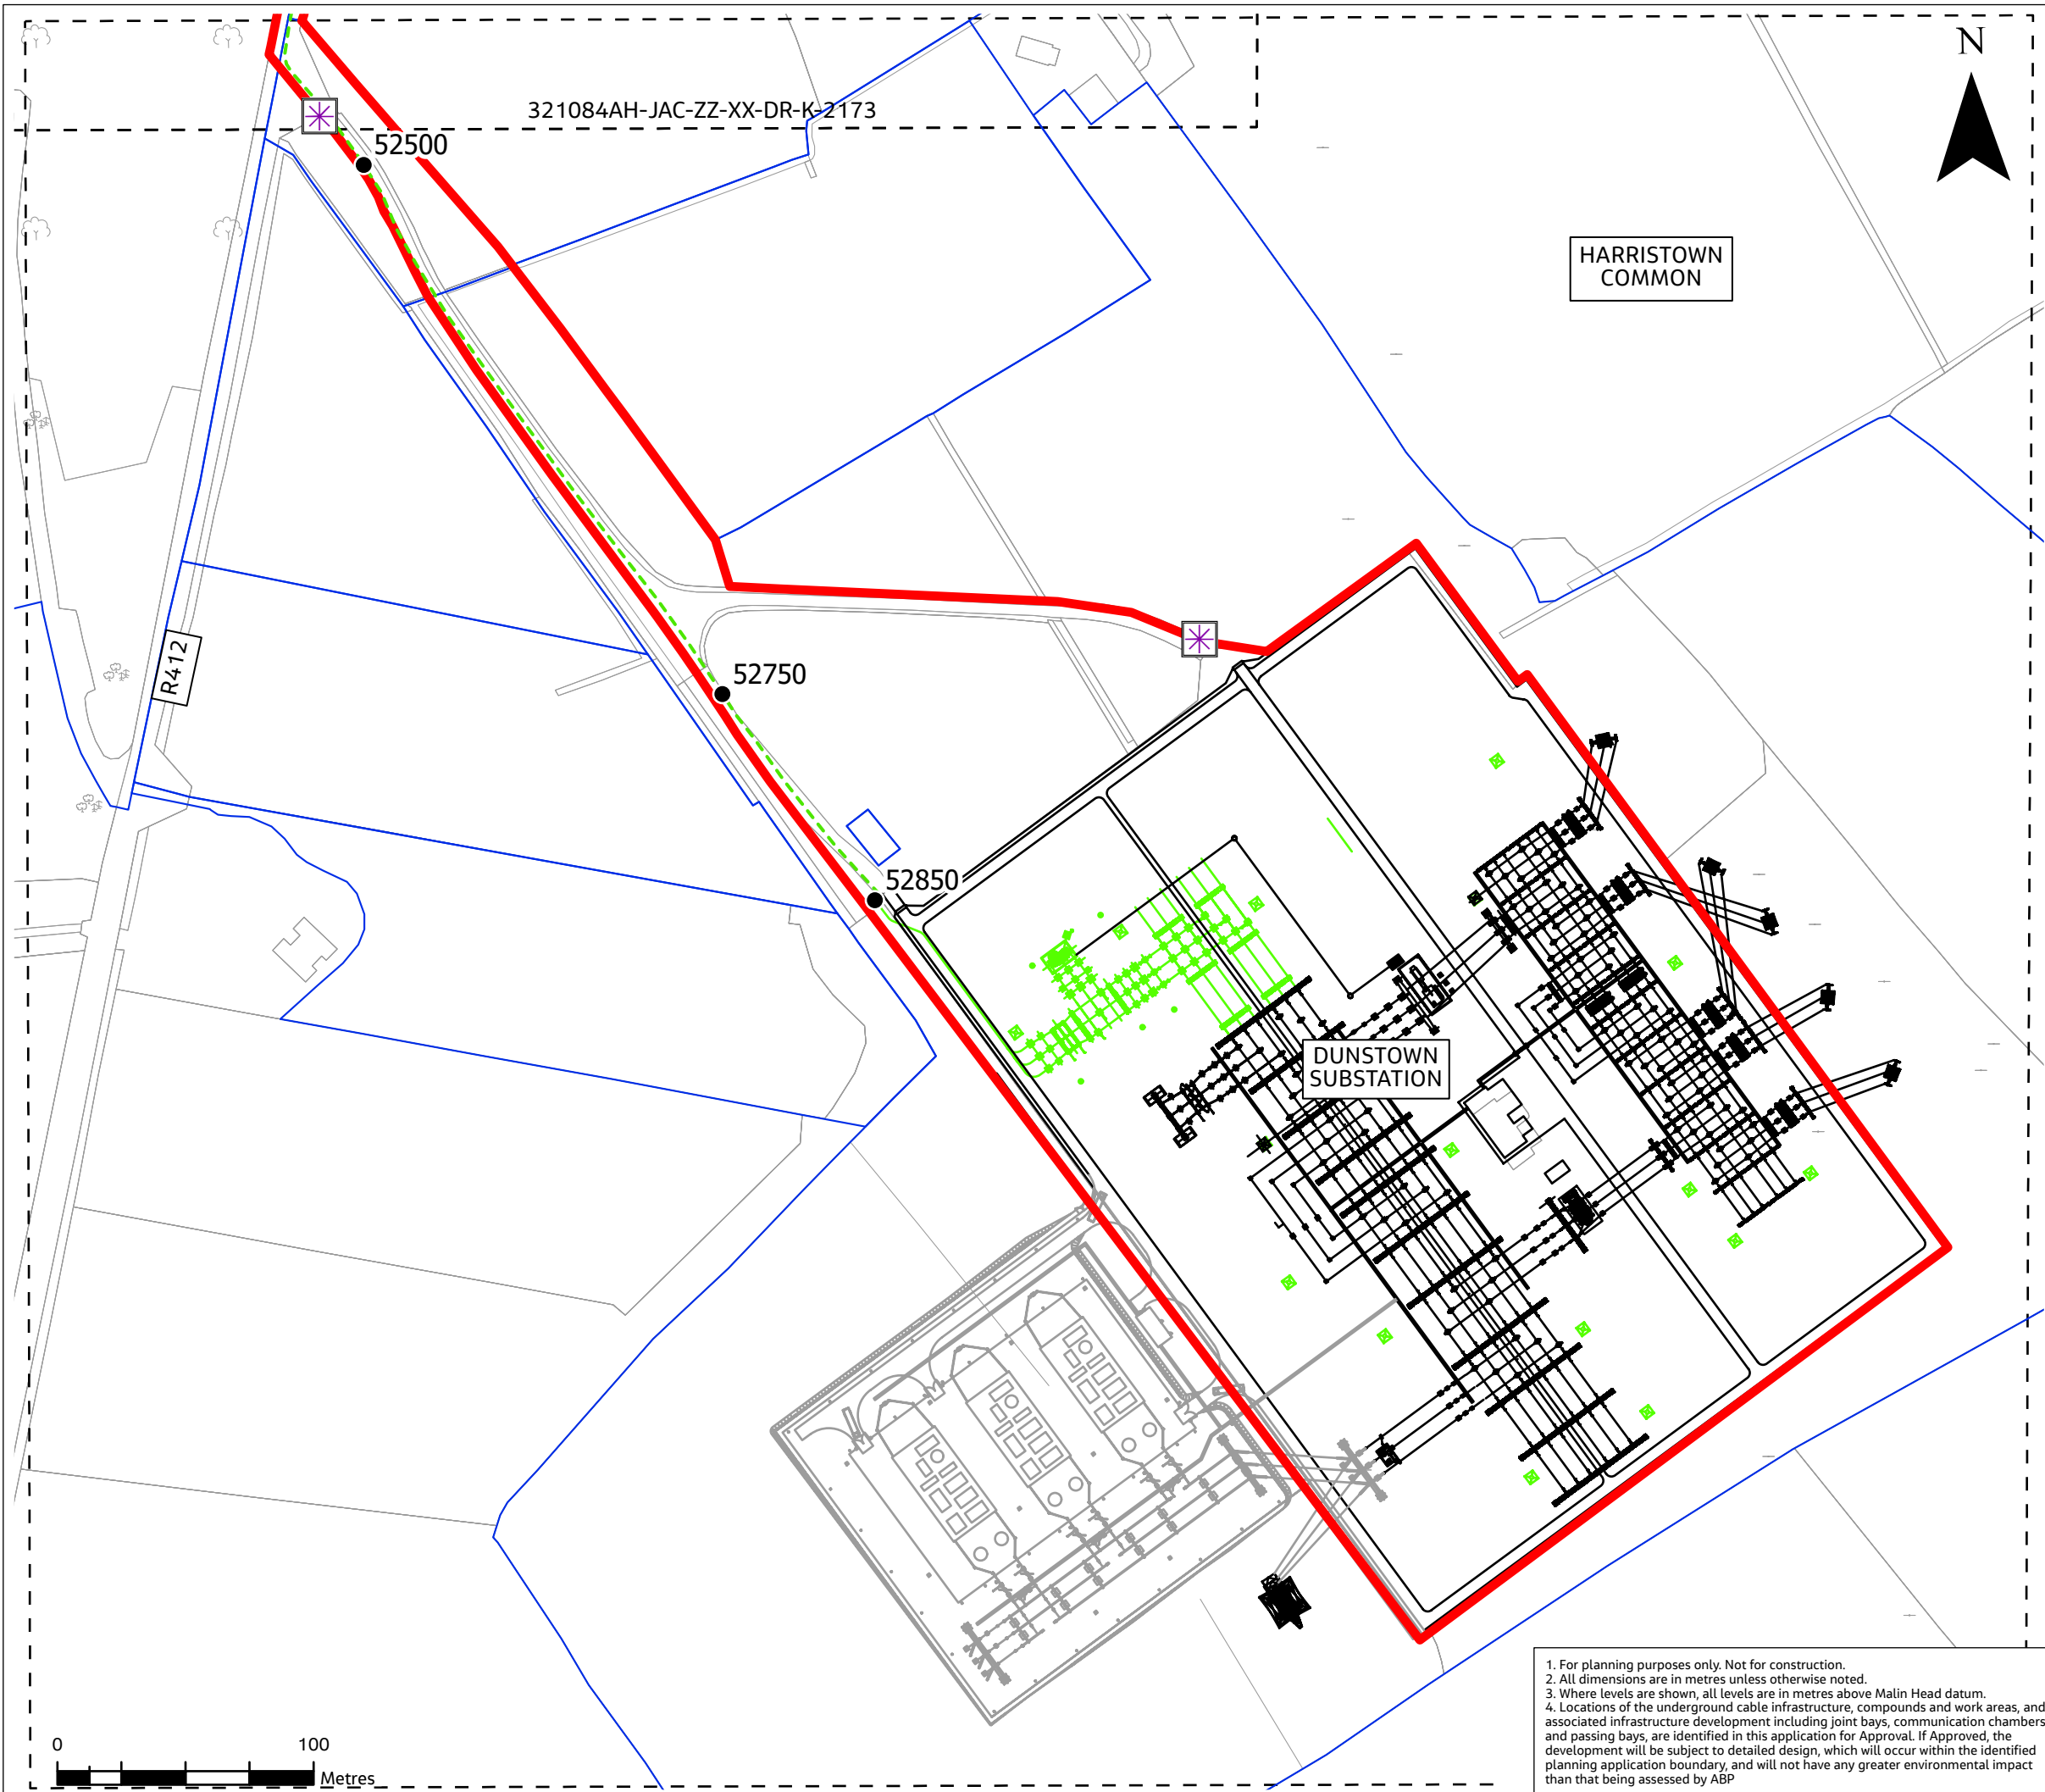 N
321084AH-JAC-ZZ-XX-DR-K-2173
52500
HARRISTOWN
COMMON
R412
52750
52850
DUNSTOWN
SUBSTATION
1. For planning purposes only. Not for construction.
2. All dimensions are in metres unless otherwise noted.
3. Where levels are shown, all levels are in metres above Malin Head datum.
4. Locations of the underground cable infrastructure, compounds and work areas, and
associated infrastructure development including joint bays, communication chambers
and passing bays, are identified in this application for Approval. If Approved, the
development will be subject to detailed design, which will occur within the identified
planning application boundary, and will not have any greater environmental impact
than that being assessed by ABP
0 100
Metres